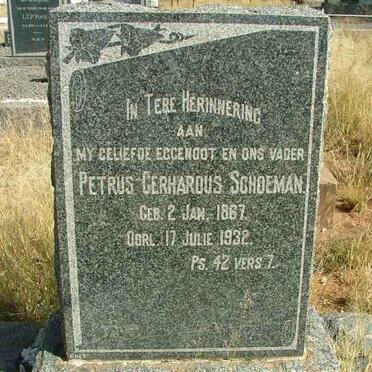 In Tere Herinnering
aan
my geliefde eggenoot en ons vader
Petrus Gerhardus Schoeman
Geb. 2 Jan. 1867.
Oorl. 17 Julie 1932.
Ps. 42 vers 7.